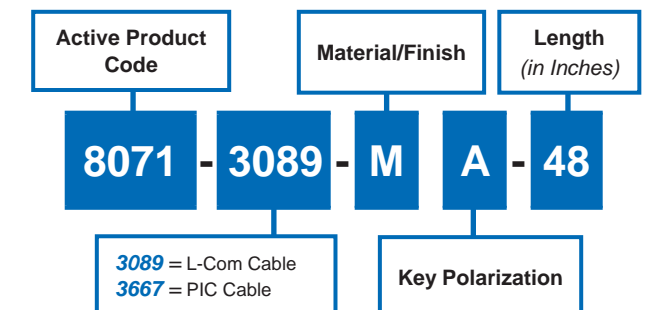 Active Product
Code
Material/Finish
Length
(in Inches)
8071 - 3089 - M A - 48
3089 = L-Com Cable
3667 = PIC Cable
Key Polarization